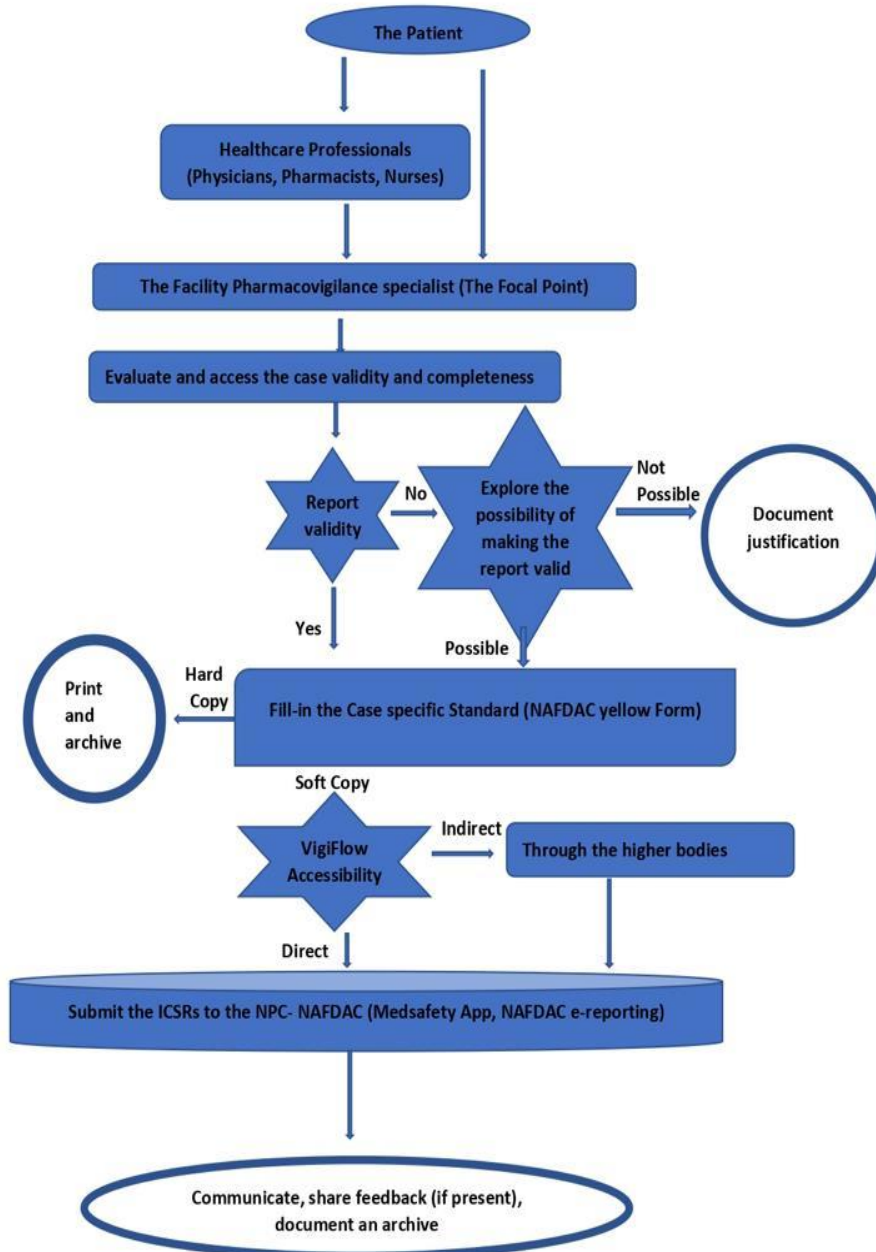 The Patient
Healthcare Professionals
(Physicians, Pharmacists, Nurses)
The Facility Pharmacovigilance specialist (The Focal Point)
Evaluate and access the case validity and completeness
Report
validity
No
Explore the
possibility of
making the
report valid
Not
Possible
Document
justification
Yes
Possible
Hard
Copy
Print
and
archive
Fill-in the Case specific Standard (NAFDAC yellow Form)
Soft Copy
VigiFlow
Accessibility
Indirect
Through the higher bodies
Direct
Submit the ICSRs to the NPC- NAFDAC (Medsafety App, NAFDAC e-reporting)
Communicate, share feedback (if present),
document an archive